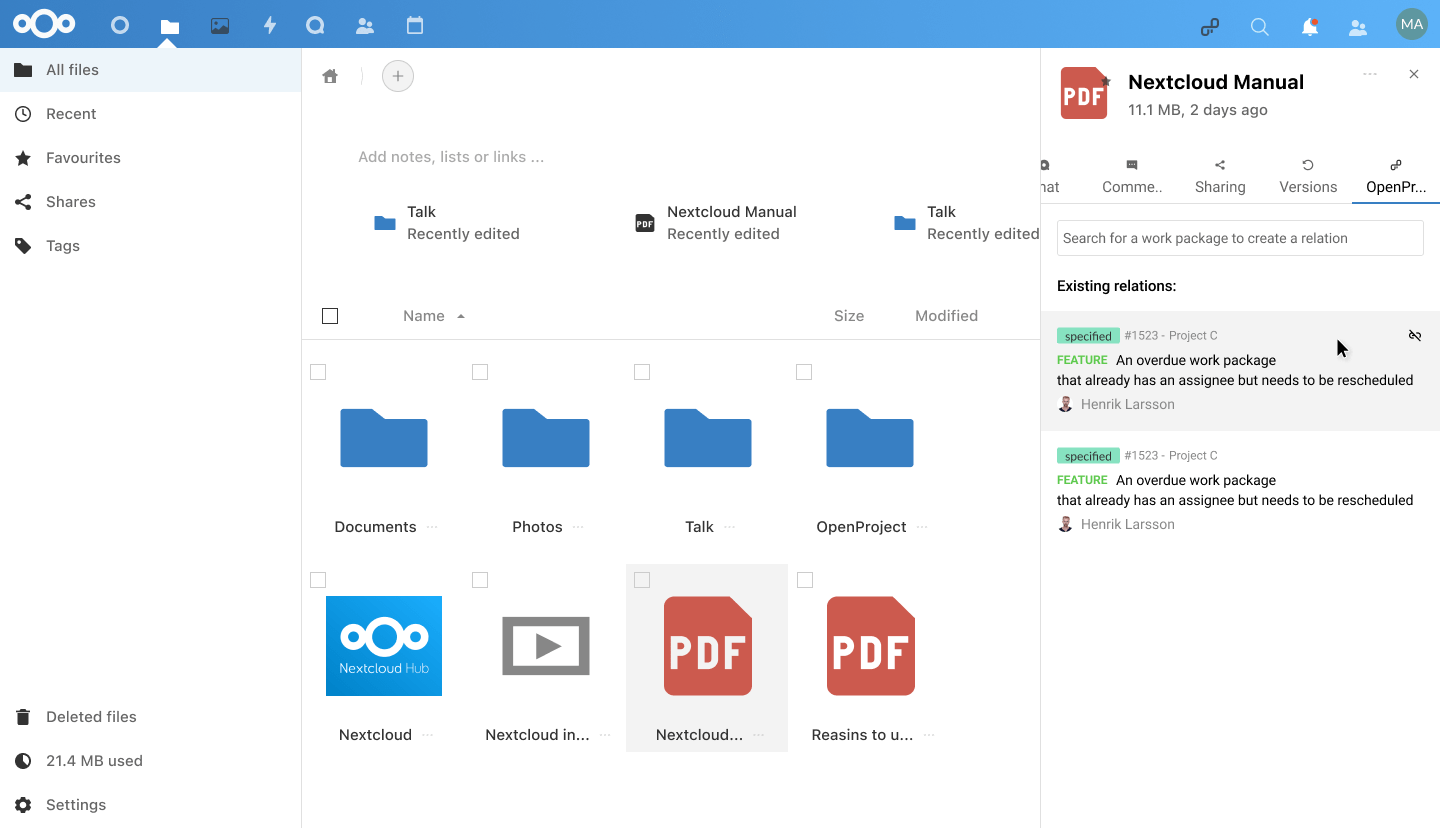 MA
All files
Recent
Favourites
Shares
Tags
Deleted files
21.4 MB used
Settings
Add notes, lists or links ...
Talk
Recently edited
PDF
Nextcloud Manual
Recently edited
Talk
Recently edited
Name
Size
Modified
Documents ...
Photos ...
Talk ...
OpenProject ...
Nextcloud Hub
PDF
PDF
Nextcloud ...
Nextcloud in... ...
Nextcloud... ...
Reasins to u... ...
PDF
Nextcloud Manual
11.1 MB, 2 days ago
hat
Comme..
Sharing
Versions
OpenPr...
Search for a work package to create a relation
Existing relations:
specified #1523 - Project C
FEATURE An overdue work package
that already has an assignee but needs to be rescheduled
Henrik Larsson
specified #1523 - Project C
FEATURE An overdue work package
that already has an assignee but needs to be rescheduled
Henrik Larsson